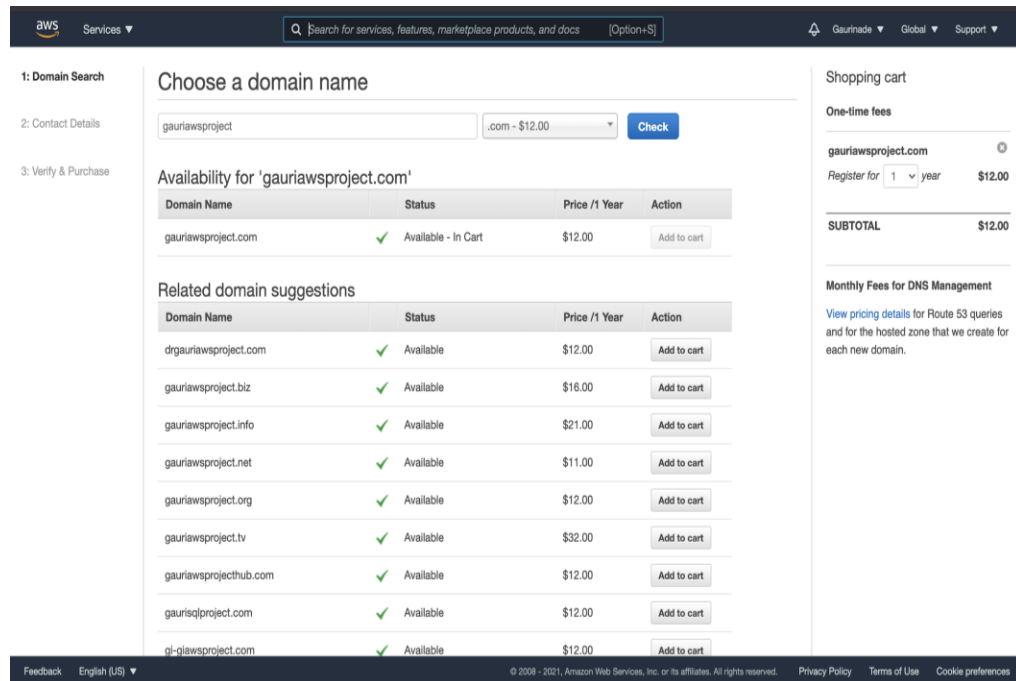 aws Services ▼ Search for services, features, marketplace products, and docs [Option+S] Gaurinade ▼ Global ▼ Support ▼
1: Domain Search
2: Contact Details
3: Verify & Purchase
Choose a domain name
gauriawsproject .com - $12.00 Check
Availability for 'gauriawsproject.com'
Domain Name Status Price /1 Year Action
gauriawsproject.com Available - In Cart $12.00 Add to cart
Related domain suggestions
Domain Name Status Price /1 Year Action
drgauriawsproject.com Available $12.00 Add to cart
gauriawsproject.biz Available $16.00 Add to cart
gauriawsproject.info Available $21.00 Add to cart
gauriawsproject.net Available $11.00 Add to cart
gauriawsproject.org Available $12.00 Add to cart
gauriawsproject.tv Available $32.00 Add to cart
gauriawsprojecthub.com Available $12.00 Add to cart
gaurisqlproject.com Available $12.00 Add to cart
gi-giawsproject.com Available $12.00 Add to cart
Shopping cart
One-time fees
gauriawsproject.com
Register for 1 year $12.00
SUBTOTAL $12.00
Monthly Fees for DNS Management
View pricing details for Route 53 queries
and for the hosted zone that we create for
each new domain.
Feedback English (US) ▼ © 2008 - 2021, Amazon Web Services, Inc. or its affiliates. All rights reserved. Privacy Policy Terms of Use Cookie preferences